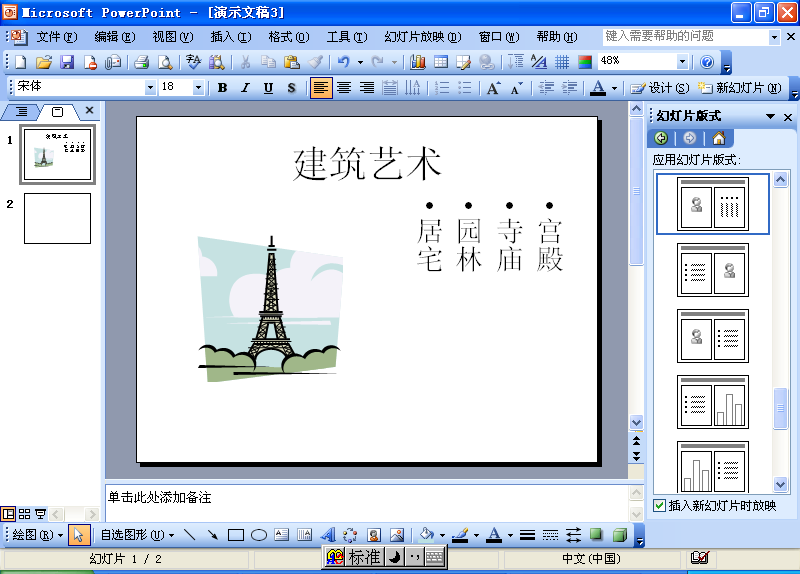 Microsoft PowerPoint - [演示文稿3]
文件(F) 编辑(E) 视图(V) 插入(I) 格式(O) 工具(T) 幻灯片放映(D) 窗口(W) 帮助(H) 键入需要帮助的问题
48%
宋体 18 B I U S A A A 设计(S) 新幻灯片(N)
幻灯片版式
应用幻灯片版式:
1
2
建筑艺术
宫殿
寺庙
园林
居宅
插入新幻灯片时放映
单击此处添加备注
绘图(R) 自选图形(U)
幻灯片 1 / 2 标准 中文(中国)